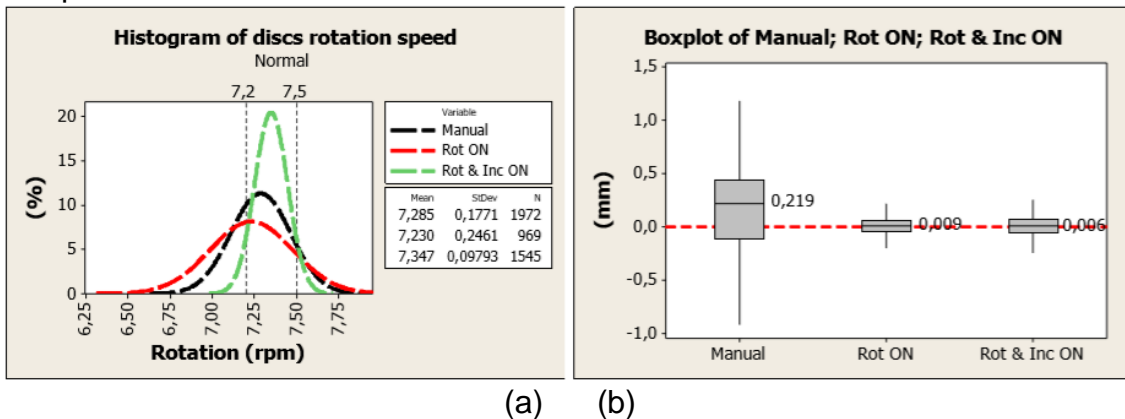 Histogram of discs rotation speed
Normal
7,2 7,5
20
15
10
5
0
(%)
6,25 6,50 6,75 7,00 7,25 7,50 7,75
Rotation (rpm)
Variable
Manual
Rot ON
Rot & Inc ON
Mean StDev N
7,285 0,1771 1972
7,230 0,2461 969
7,347 0,09793 1545
Boxplot of Manual; Rot ON; Rot & Inc ON
1,5
1,0
0,5
0,0
-0,5
-1,0
(mm)
0,219
0,009
0,006
Manual Rot ON Rot & Inc ON
(a) (b)